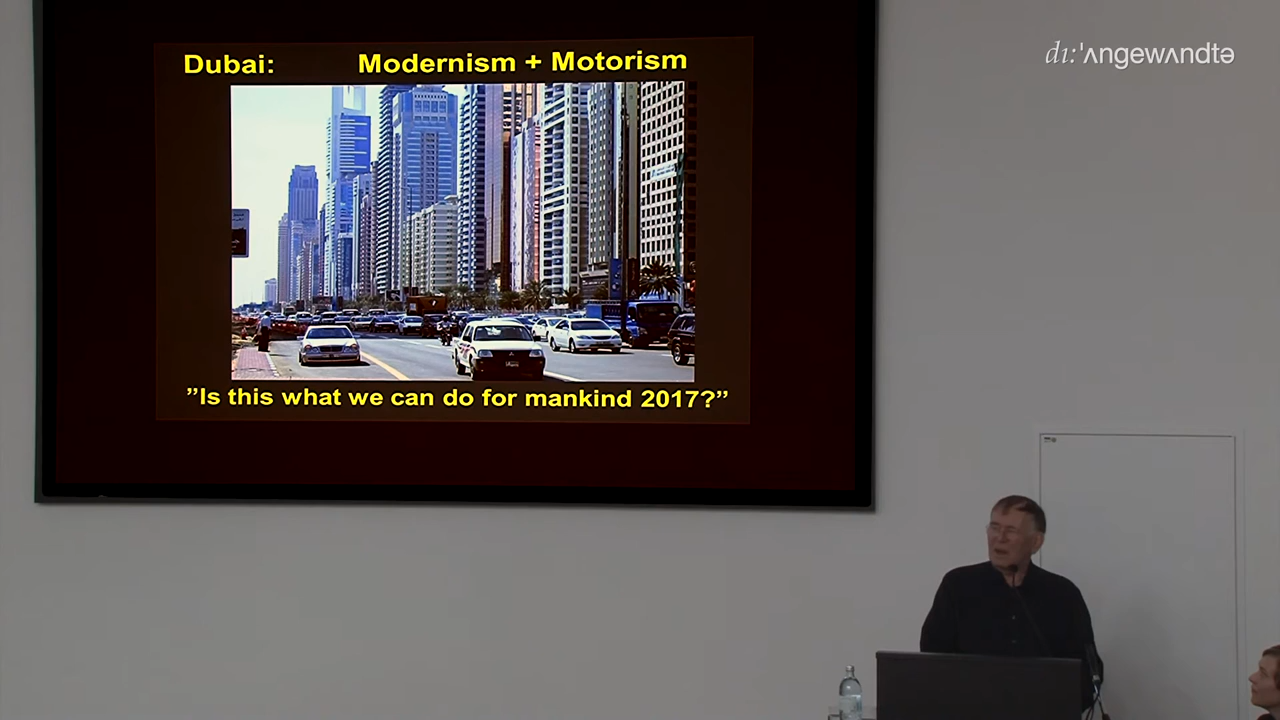 dı:'ʌngewʌndtə
Dubai: Modernism + Motorism
”Is this what we can do for mankind 2017?”